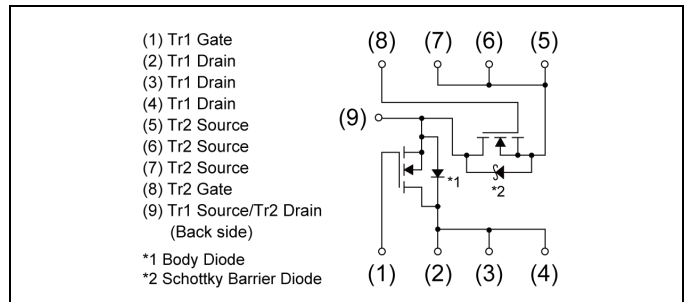 (1) Tr1 Gate
(2) Tr1 Drain
(3) Tr1 Drain
(4) Tr1 Drain
(5) Tr2 Source
(6) Tr2 Source
(7) Tr2 Source
(8) Tr2 Gate
(9) Tr1 Source/Tr2 Drain
(Back side)
*1 Body Diode
*2 Schottky Barrier Diode
(8) (7) (6) (5)
(9)
*1
*2
(1) (2) (3) (4)